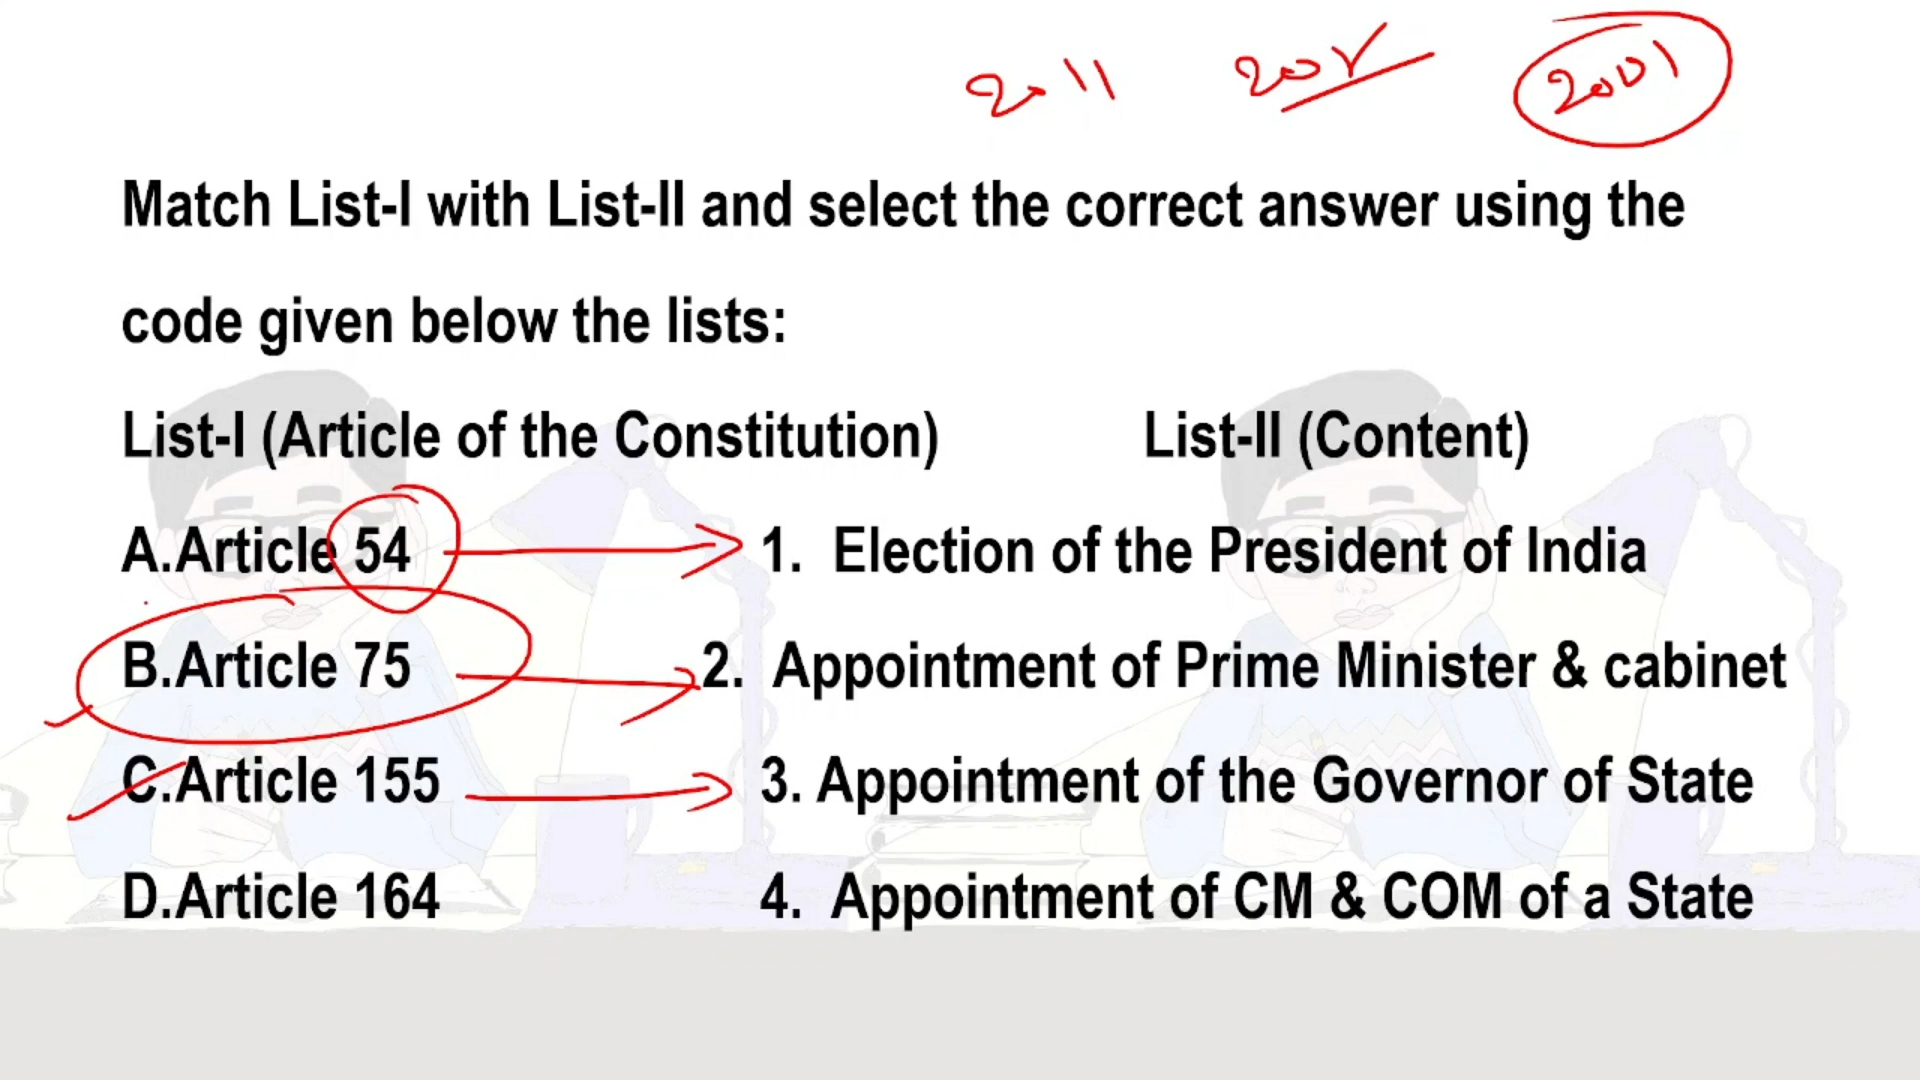 2011 2001
Match List-I with List-II and select the correct answer using the
code given below the lists:
List-I (Article of the Constitution) List-II (Content)
A.Article 54 1. Election of the President of India
B.Article 75 2. Appointment of Prime Minister & cabinet
C.Article 155 3. Appointment of the Governor of State
D.Article 164 4. Appointment of CM & COM of a State